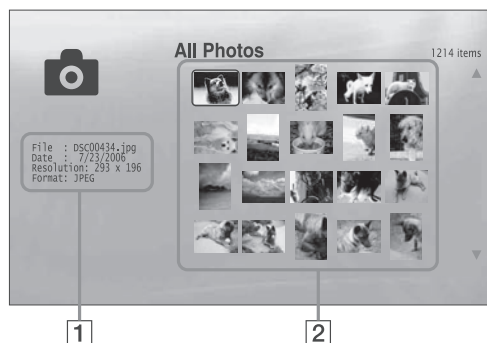 All Photos
1214 items
File : DSC00434.jpg
Date : 7/23/2006
Resolution: 293 x 196
Format: JPEG
1
2